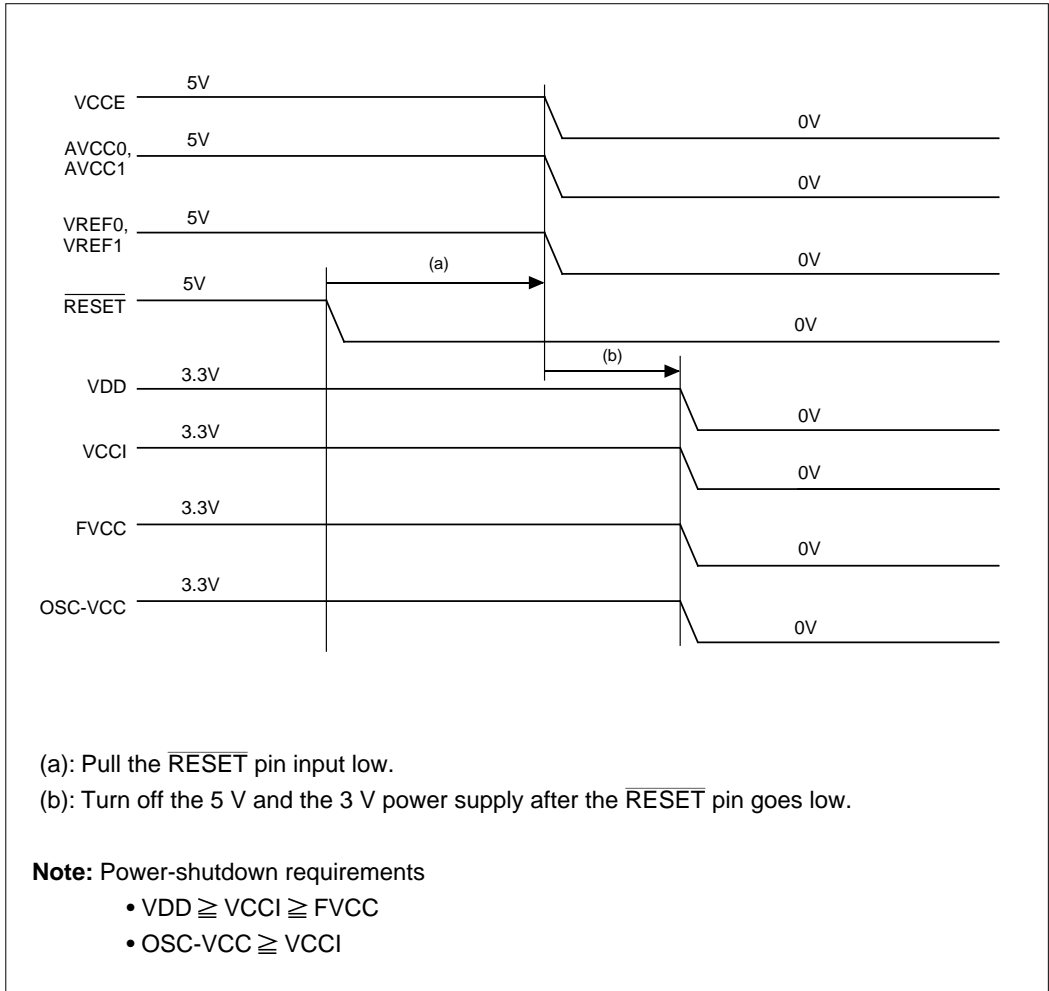 VCCE 5V 0V
AVCC0,
AVCC1 5V 0V
VREF0,
VREF1 5V 0V
(a)
RESET 5V 0V
(b)
VDD 3.3V 0V
VCCI 3.3V 0V
FVCC 3.3V 0V
OSC-VCC 3.3V 0V
(a): Pull the RESET pin input low.
(b): Turn off the 5 V and the 3 V power supply after the RESET pin goes low.
Note: Power-shutdown requirements
• VDD ≧ VCCI ≧ FVCC
• OSC-VCC ≧ VCCI